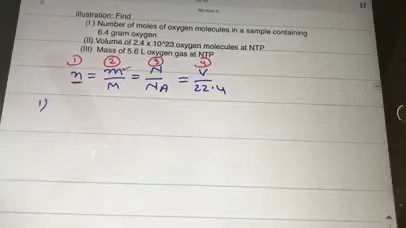 Illustration: Find
(I) Number of moles of oxygen molecules in a sample containing
6.4 gram oxygen
(II) Volume of 2.4 x 10^23 oxygen molecules at NTP
(III) Mass of 5.6 L oxygen gas at NTP
① ② ③ ④
n = m/M = N/NA = V/22.4
1)